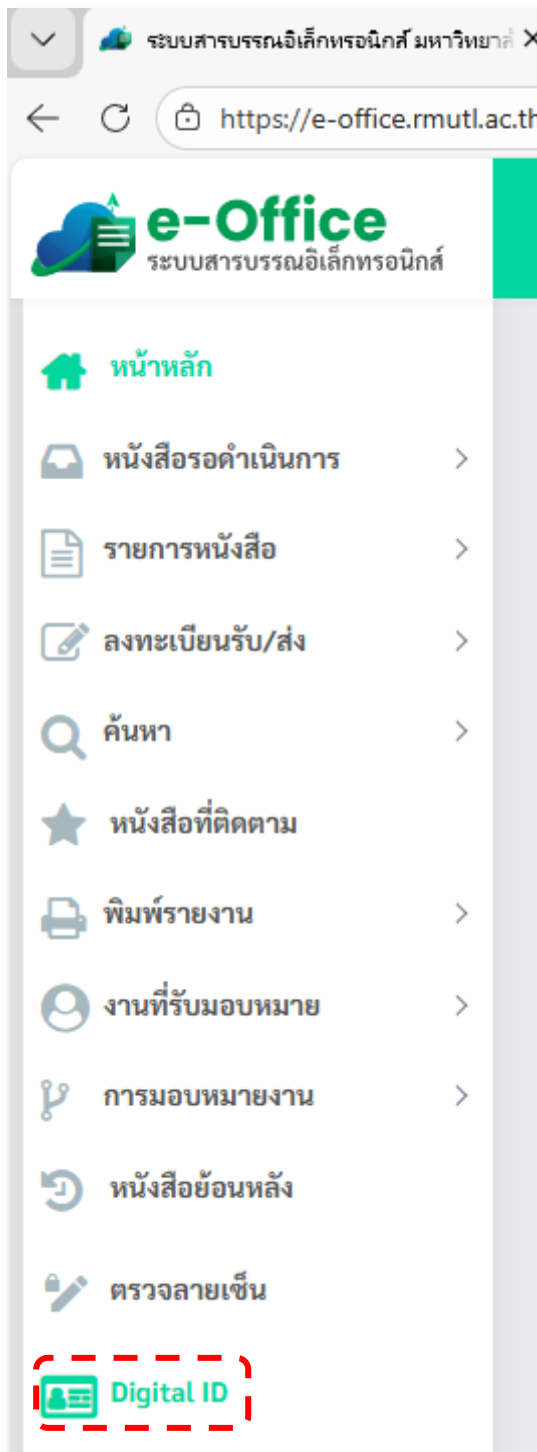 ระบบสารบรรณอิเล็กทรอนิกส์ มหาวิทยาลั
https://e-office.rmutl.ac.th
e-Office
ระบบสารบรรณอิเล็กทรอนิกส์
หน้าหลัก
หนังสือรอดำเนินการ
รายการหนังสือ
ลงทะเบียนรับ/ส่ง
ค้นหา
หนังสือที่ติดตาม
พิมพ์รายงาน
งานที่รับมอบหมาย
การมอบหมายงาน
หนังสือย้อนหลัง
ตรวจลายเซ็น
Digital ID